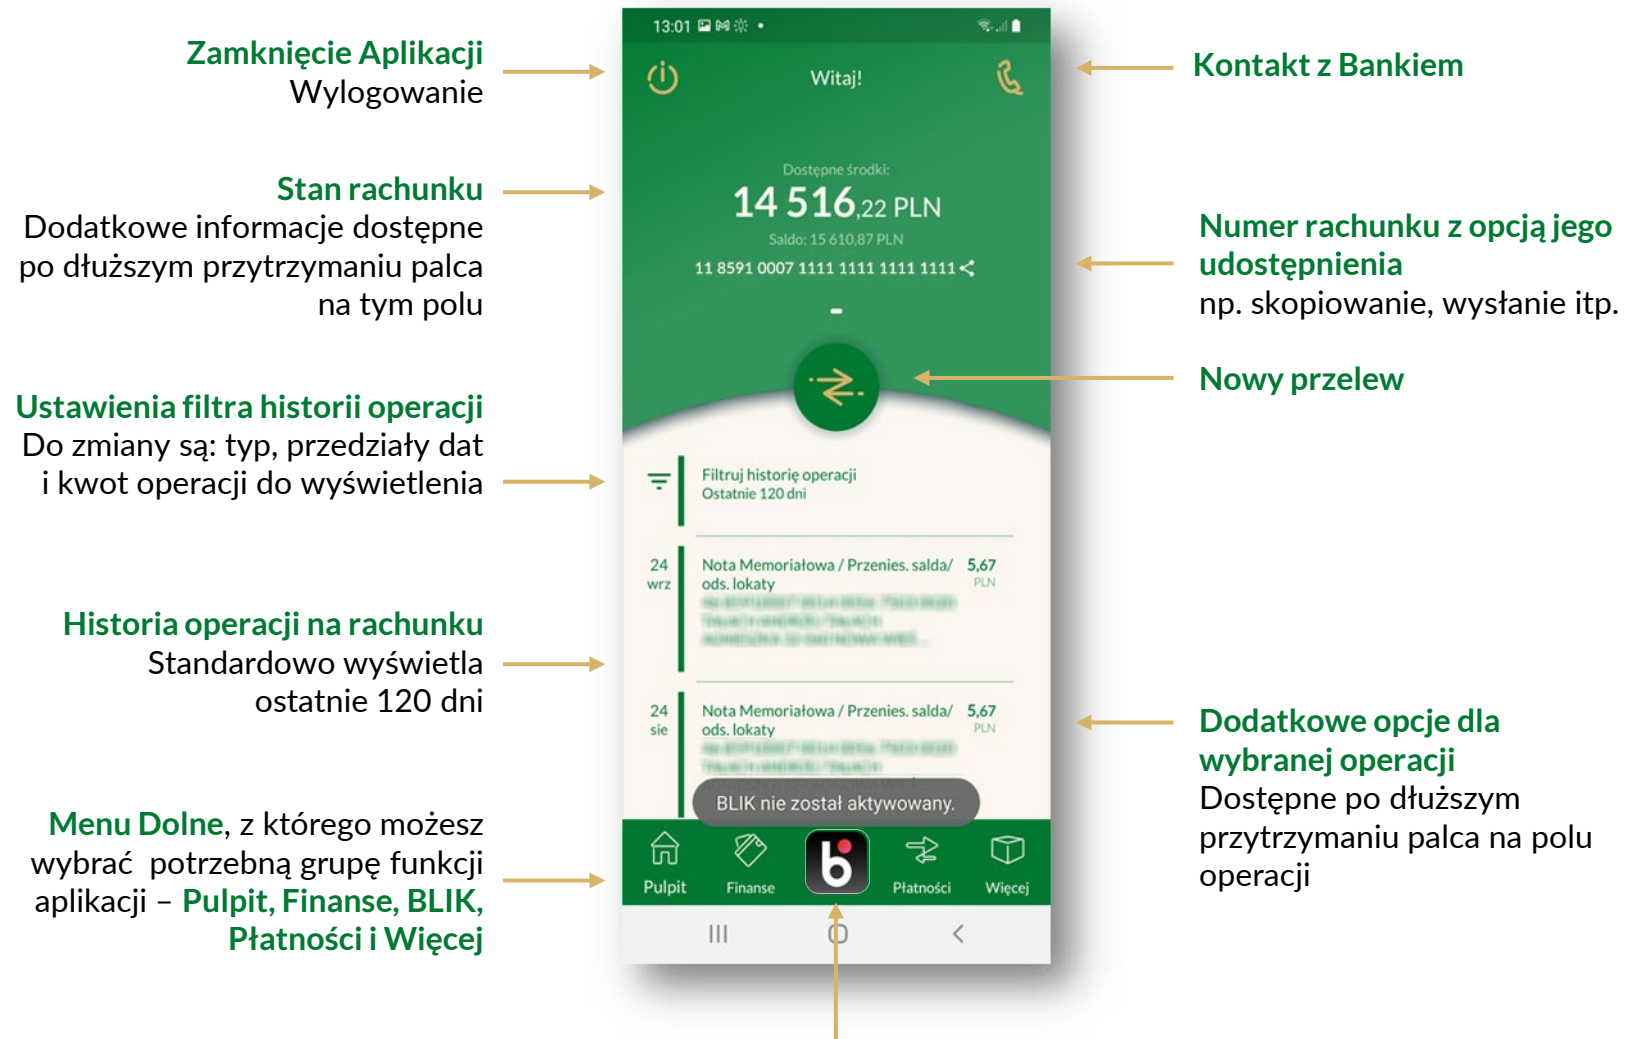 Zamknięcie Aplikacji
Wylogowanie
Stan rachunku
Dodatkowe informacje dostępne
po dłuższym przytrzymaniu palca
na tym polu
Ustawienia filtra historii operacji
Do zmiany są: typ, przedziały dat
i kwot operacji do wyświetlenia
Historia operacji na rachunku
Standardowo wyświetla
ostatnie 120 dni
Menu Dolne, z którego możesz
wybrać potrzebną grupę funkcji
aplikacji – Pulpit, Finanse, BLIK,
Płatności i Więcej
13:01
Witaj!
Dostępne środki:
14 516,22 PLN
Saldo: 15 610,87 PLN
11 8591 0007 1111 1111 1111 1111
Filtruj historię operacji
Ostatnie 120 dni
24 Nota Memoriałowa / Przenies. salda/ 5,67
wrz ods. lokaty PLN
24 Nota Memoriałowa / Przenies. salda/ 5,67
sie ods. lokaty PLN
BLIK nie został aktywowany.
Pulpit Finanse b Płatności Więcej
Kontakt z Bankiem
Numer rachunku z opcją jego
udostępnienia
np. skopiowanie, wysłanie itp.
Nowy przelew
Dodatkowe opcje dla
wybranej operacji
Dostępne po dłuższym
przytrzymaniu palca na polu
operacji